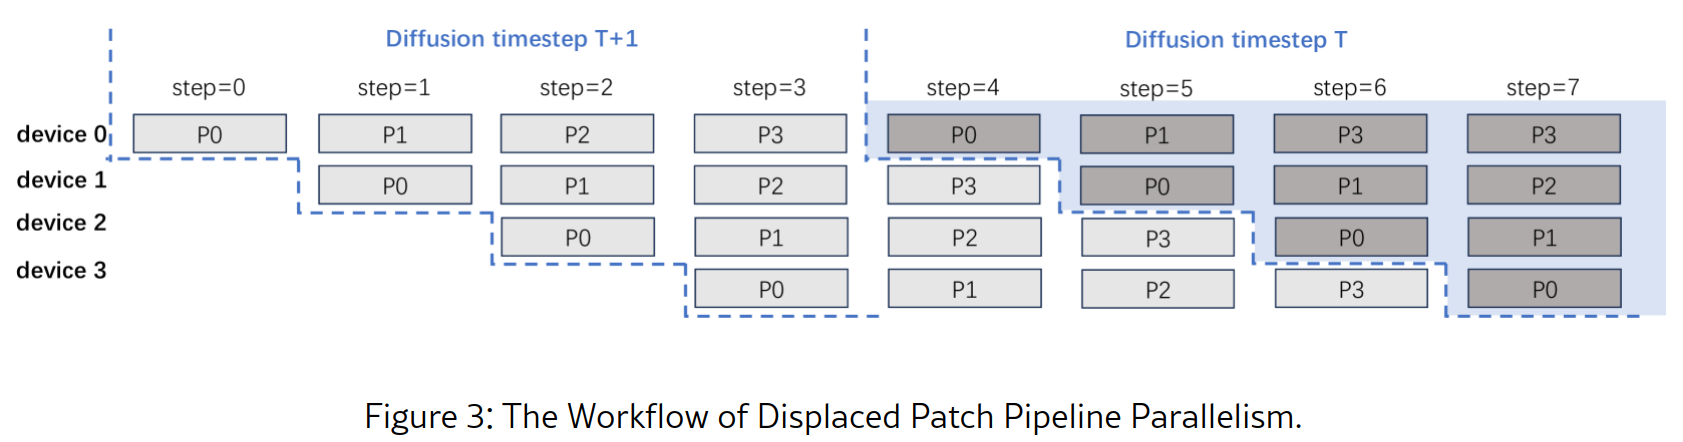 Diffusion timestep T+1 Diffusion timestep T
step=0 step=1 step=2 step=3 step=4 step=5 step=6 step=7
device 0 P0 P1 P2 P3 P0 P1 P3 P3
device 1 P0 P1 P2 P3 P0 P1 P2
device 2 P0 P1 P2 P3 P0 P1
device 3 P0 P1 P2 P3 P0
Figure 3: The Workflow of Displaced Patch Pipeline Parallelism.